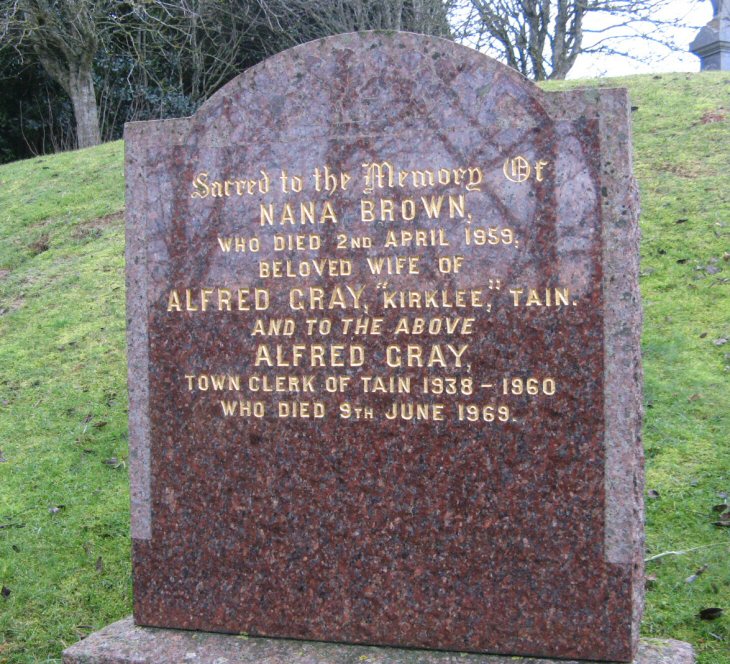 Sacred to the Memory Of
NANA BROWN,
WHO DIED 2ND APRIL 1959,
BELOVED WIFE OF
ALFRED GRAY, "KIRKLEE," TAIN.
AND TO THE ABOVE
ALFRED GRAY,
TOWN CLERK OF TAIN 1938 – 1960
WHO DIED 9TH JUNE 1969.